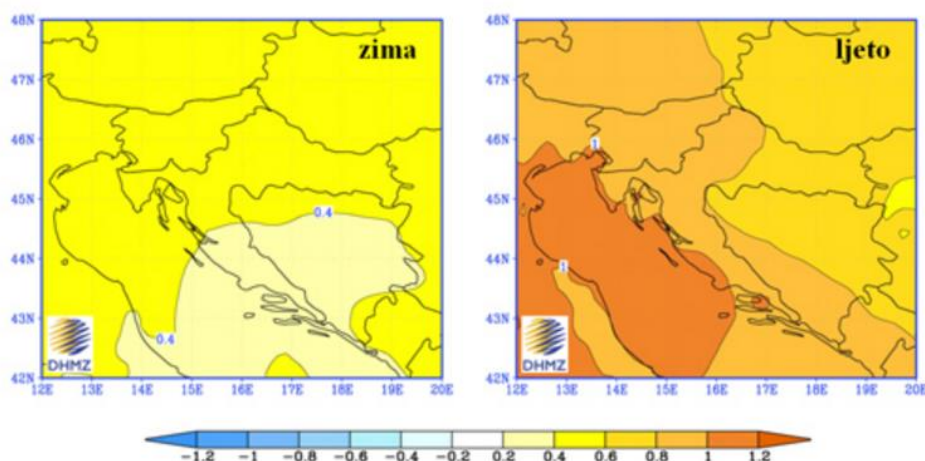 zima
48N
47N
46N
45N
44N
43N
42N
0.4
0.4
DHMZ
12E 13E 14E 15E 16E 17E 18E 19E 20E
ljeto
48N
47N
46N
45N
44N
43N
42N
1
1
DHMZ
12E 13E 14E 15E 16E 17E 18E 19E 20E
-1.2 -1 -0.8 -0.6 -0.4 -0.2 0.2 0.4 0.6 0.8 1 1.2